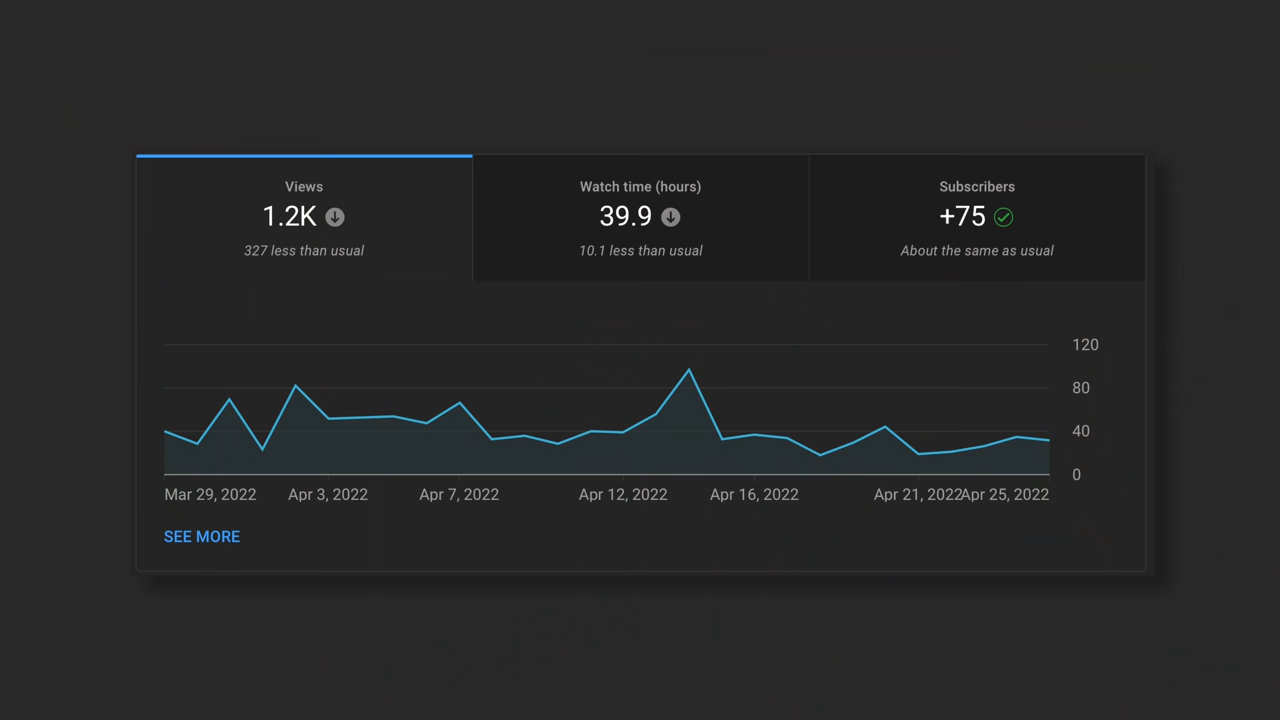 Views
1.2K
327 less than usual
Watch time (hours)
39.9
10.1 less than usual
Subscribers
+75
About the same as usual
120
80
40
0
Mar 29, 2022
Apr 3, 2022
Apr 7, 2022
Apr 12, 2022
Apr 16, 2022
Apr 21, 2022
Apr 25, 2022
SEE MORE